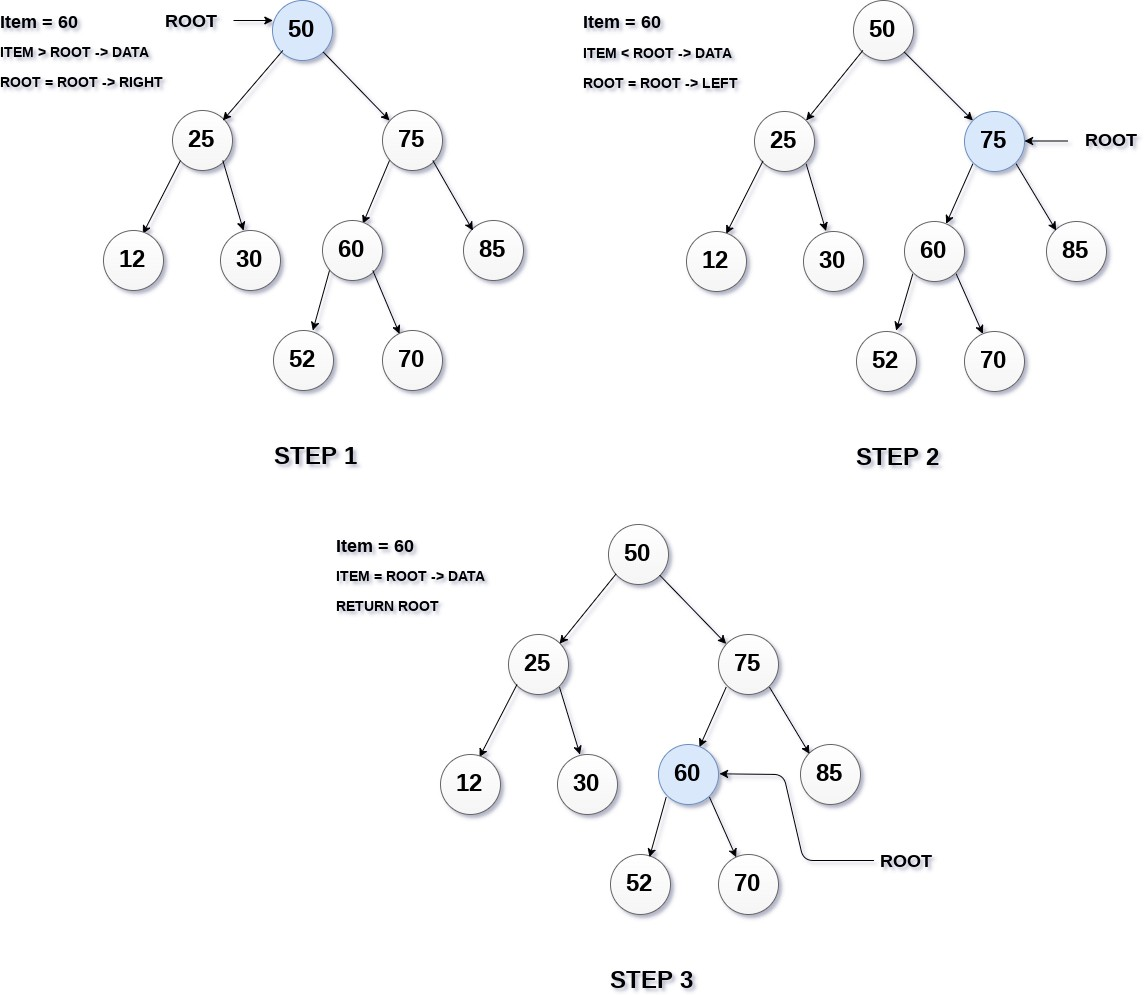 Item = 60
ROOT
50
ITEM > ROOT -> DATA
ROOT = ROOT -> RIGHT
25
75
12
30
60
85
52
70
STEP 1
Item = 60
50
ITEM < ROOT -> DATA
ROOT = ROOT -> LEFT
25
75
ROOT
12
30
60
85
52
70
STEP 2
Item = 60
50
ITEM = ROOT -> DATA
RETURN ROOT
25
75
12
30
60
85
ROOT
52
70
STEP 3